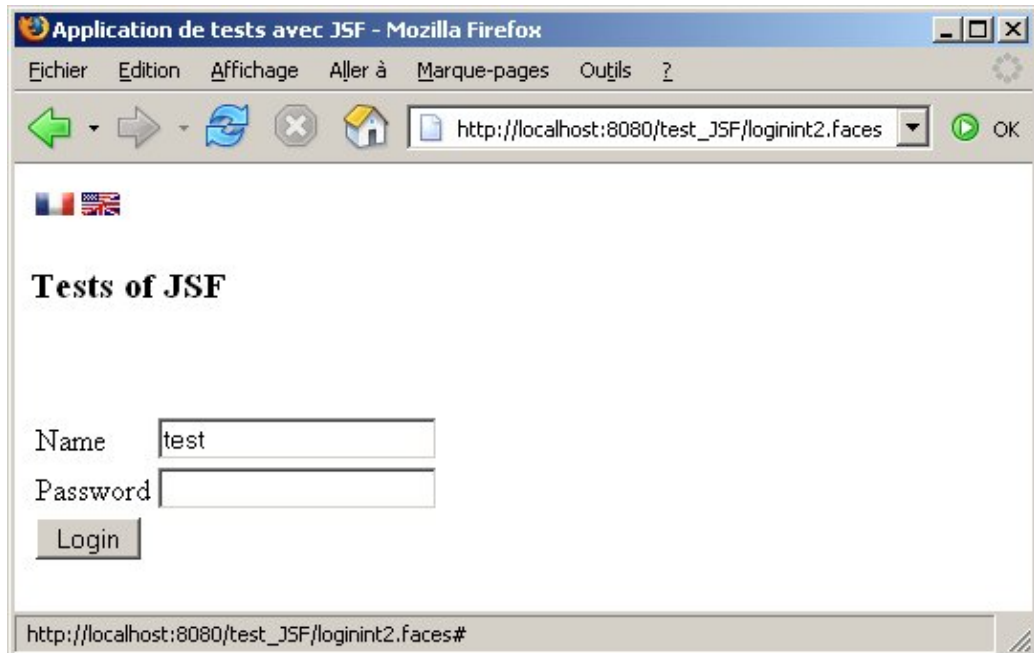 Application de tests avec JSF - Mozilla Firefox
Fichier Edition Affichage Aller à Marque-pages Outils ?
http://localhost:8080/test_JSF/loginint2.faces OK
Tests of JSF
Name test
Password
Login
http://localhost:8080/test_JSF/loginint2.faces#